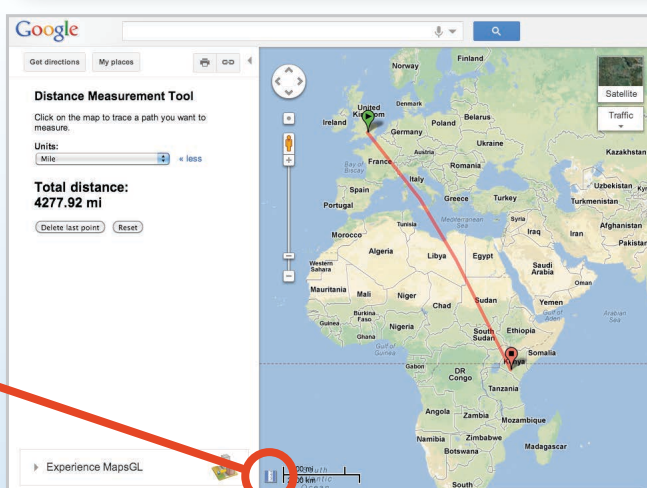 Google
Get directions
My places
Distance Measurement Tool
Click on the map to trace a path you want to
measure.
Units:
Mile
« less
Total distance:
4277.92 mi
Delete last point
Reset
Experience MapsGL
Satellite
Traffic
Norway
Finland
United
Kingdom
Denmark
Ireland
Poland
Belarus
Germany
Ukraine
Kazakhstan
Austria
France
Bay of
Biscay
Romania
Italy
Uzbekistan
Spain
Turkmenistan
Portugal
Greece
Turkey
Mediterranean
Sea
Syria
Afghanistan
Tunisia
Iraq
Iran
Morocco
Pakistan
Algeria
Libya
Egypt
Western
Sahara
Saudi
Arabia
Oman
Mauritania
Mali
Niger
Chad
Sudan
Yemen
Gulf of
Aden
Arabian
Sea
Burkina
Faso
Guinea
Nigeria
Ghana
South
Sudan
Ethiopia
Gulf of
Guinea
Somalia
Kenya
Gabon
DR
Congo
Tanzania
Angola
Zambia
Mozambique
Namibia
Zimbabwe
Botswana
Madagascar
South